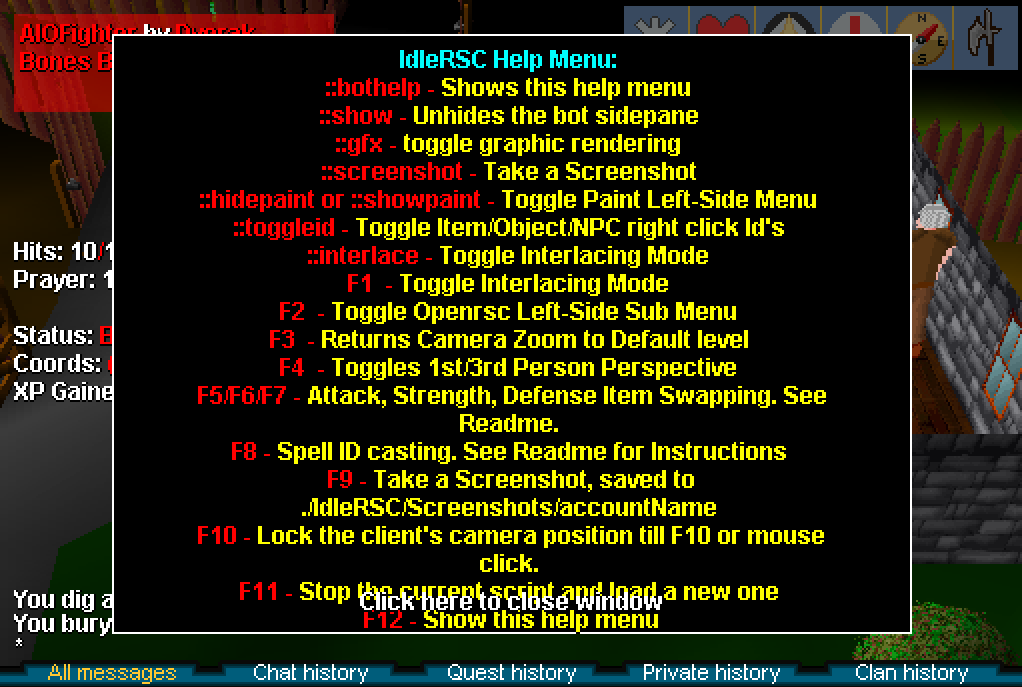 AIOFighter by Dvorak
Bones B
IdleRSC Help Menu:
::bothelp - Shows this help menu
::show - Unhides the bot sidepane
::gfx - toggle graphic rendering
::screenshot - Take a Screenshot
::hidepaint or ::showpaint - Toggle Paint Left-Side Menu
::toggleid - Toggle Item/Object/NPC right click Id's
::interlace - Toggle Interlacing Mode
F1 - Toggle Interlacing Mode
F2 - Toggle Openrsc Left-Side Sub Menu
F3 - Returns Camera Zoom to Default level
F4 - Toggles 1st/3rd Person Perspective
F5/F6/F7 - Attack, Strength, Defense Item Swapping. See
Readme.
F8 - Spell ID casting. See Readme for Instructions
F9 - Take a Screenshot, saved to
./IdleRSC/Screenshots/accountName
F10 - Lock the client's camera position till F10 or mouse
click.
F11 - Stop the current script and load a new one
Click here to close window
F12 - Show this help menu
Hits: 10/1
Prayer: 1
Status: B
Coords: (
XP Gaine
You dig a
You bury
*
All messages
Chat history
Quest history
Private history
Clan history
N
E
S